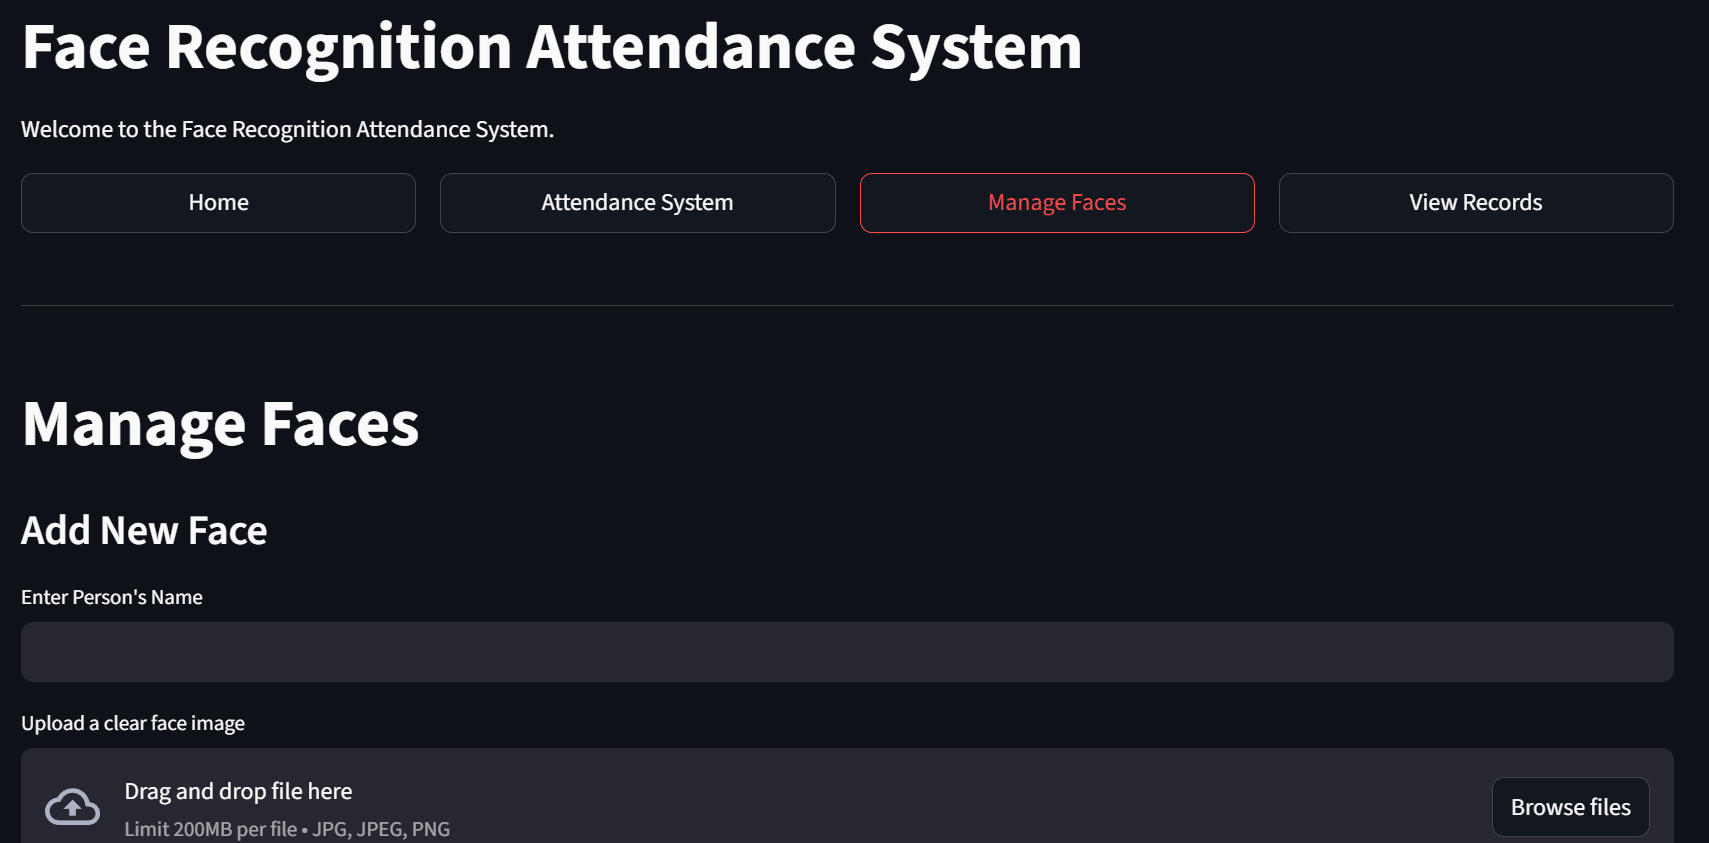 Face Recognition Attendance System
Welcome to the Face Recognition Attendance System.
Home
Attendance System
Manage Faces
View Records
Manage Faces
Add New Face
Enter Person's Name
Upload a clear face image
Drag and drop file here
Limit 200MB per file • JPG, JPEG, PNG
Browse files